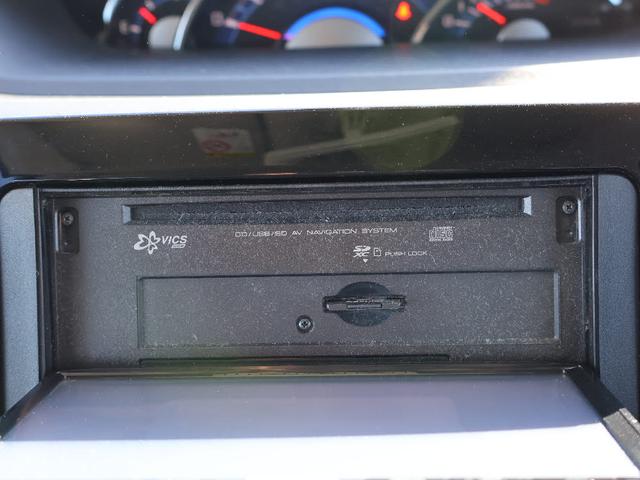 VICS
CD/USB/SD AV NAVIGATION SYSTEM
SD
XC
PUSH LOCK